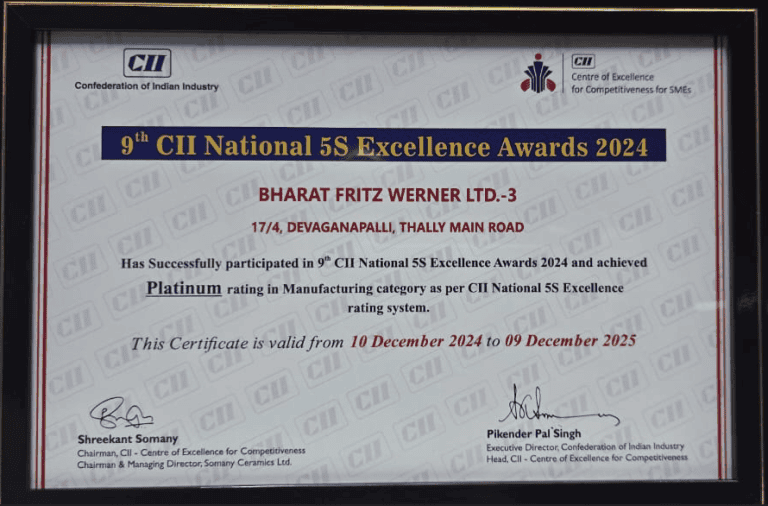 CII
Confederation of Indian Industry
CII
Centre of Excellence
for Competitiveness for SMEs
9th CII National 5S Excellence Awards 2024
BHARAT FRITZ WERNER LTD.-3
17/4, DEVAGANAPALLI, THALLY MAIN ROAD
Has Successfully participated in 9th CII National 5S Excellence Awards 2024 and achieved
Platinum rating in Manufacturing category as per CII National 5S Excellence
rating system.
This Certificate is valid from 10 December 2024 to 09 December 2025
Shreekant Somany
Chairman, CII - Centre of Excellence for Competitiveness
Chairman & Managing Director, Somany Ceramics Ltd.
Pikender Pal Singh
Executive Director, Confederation of Indian Industry
Head, CII - Centre of Excellence for Competitiveness